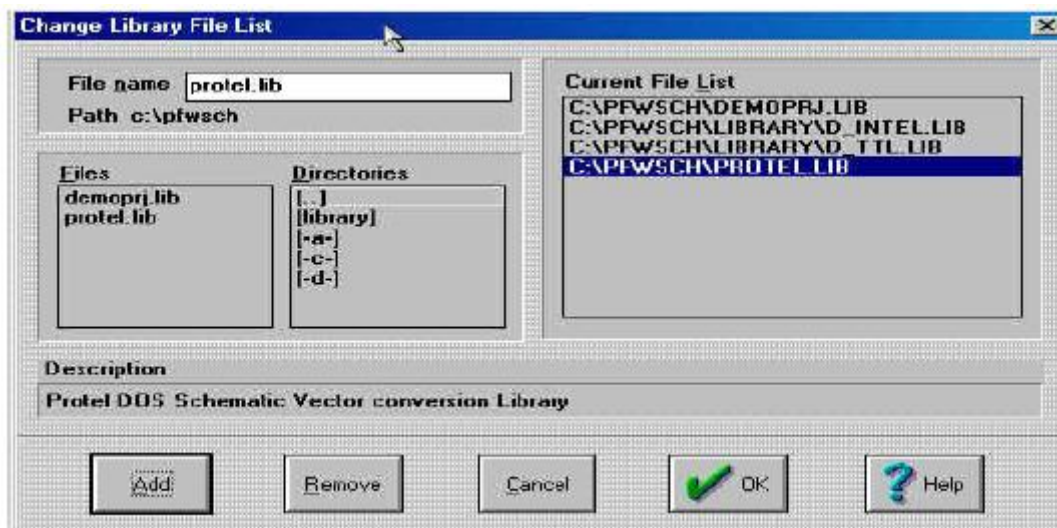 Change Library File List
File name protel.lib
Path c:\pfwsch
Files
demoprj.lib
protel.lib
Directories
[..]
[library]
[-a-]
[-c-]
[-d-]
Current File List
C:\PFWSCH\DEMOPRJ.LIB
C:\PFWSCH\LIBRARY\D_INTEL.LIB
C:\PFWSCH\LIBRARY\D_TTL.LIB
C:\PFWSCH\PROTEL.LIB
Description
Protel DOS Schematic Vector conversion Library
Add
Remove
Cancel
OK
Help